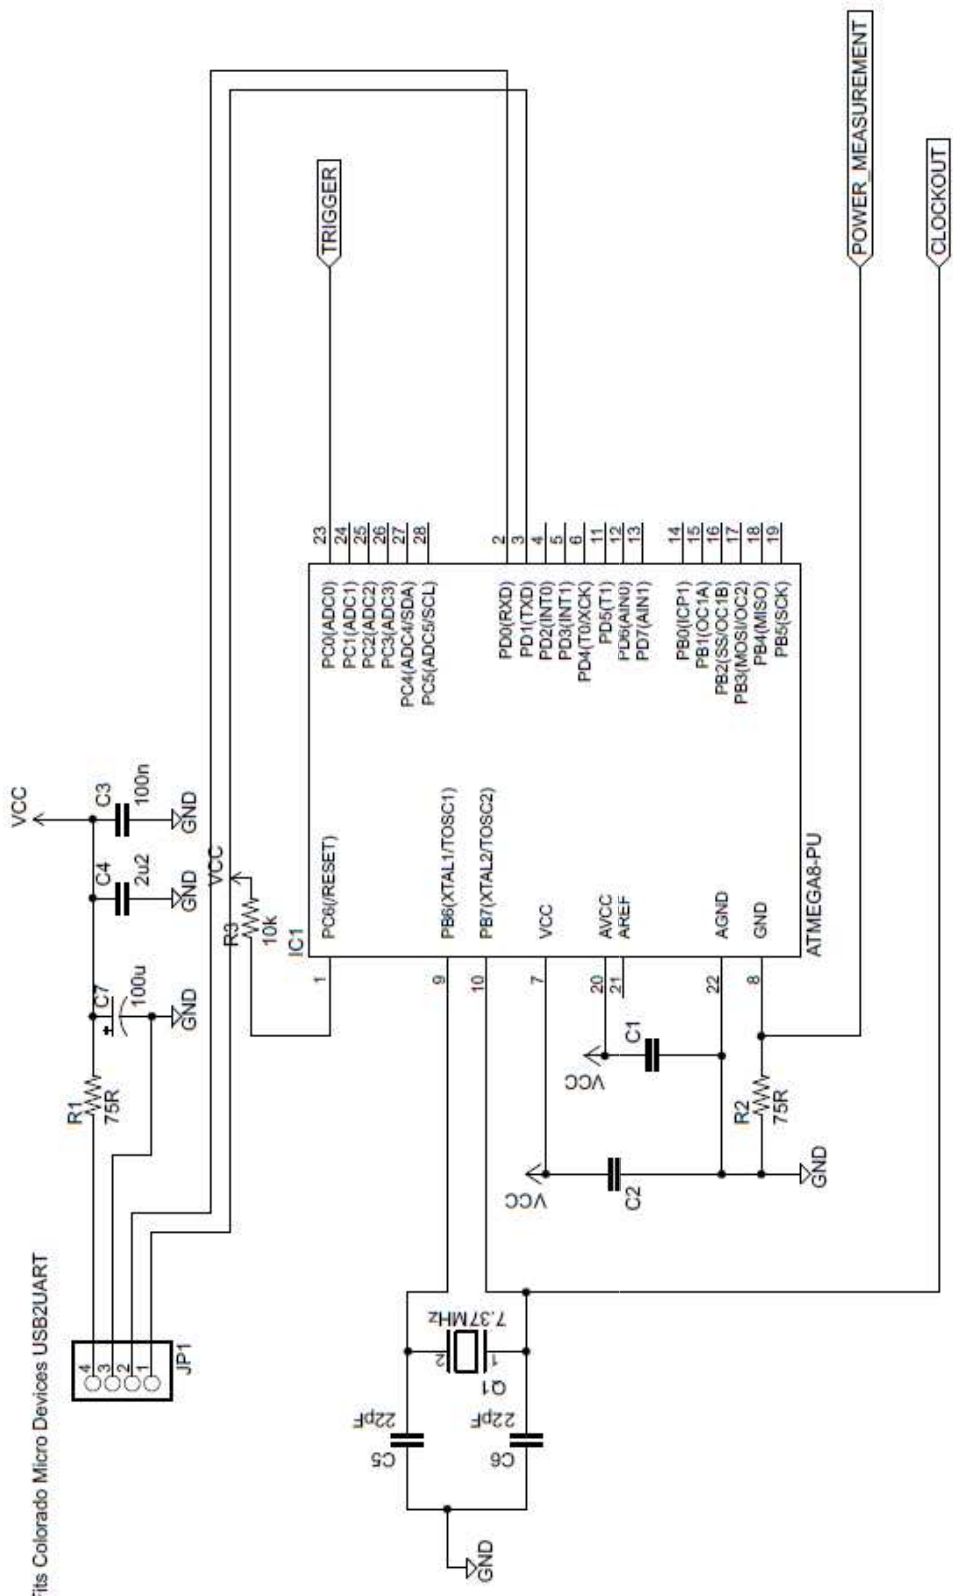 Fits Colorado Micro Devices USB2UART
JP1
4
3
2
1
R1
75R
C7
100u
GND
C4
2u2
GND
C3
100n
GND
VCC
VCC
R3
10k
IC1
ATMEGA8-PU
1
PC6(/RESET)
9
PB6(XTAL1/TOSC1)
10
PB7(XTAL2/TOSC2)
7
VCC
20
AVCC
21
AREF
22
AGND
8
GND
PC0(ADC0)
23
PC1(ADC1)
24
PC2(ADC2)
25
PC3(ADC3)
26
PC4(ADC4/SDA)
27
PC5(ADC5/SCL)
28
PD0(RXD)
2
PD1(TXD)
3
PD2(INT0)
4
PD3(INT1)
5
PD4(T0/XCK)
6
PD5(T1)
11
PD6(AIN0)
12
PD7(AIN1)
13
PB0(ICP1)
14
PB1(OC1A)
15
PB2(SS/OC1B)
16
PB3(MOSI/OC2)
17
PB4(MISO)
18
PB5(SCK)
19
TRIGGER
POWER_MEASUREMENT
CLOCKOUT
VCC
C1
VCC
C2
R2
75R
GND
7.37MHz
2
1
Q1
22pF
C5
22pF
C6
GND